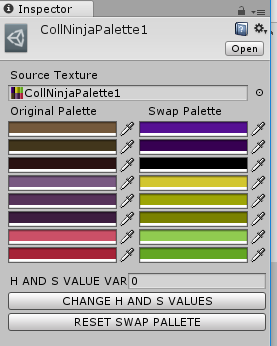 Inspector
CollNinjaPalette1
Open
Source Texture
CollNinjaPalette1
Original Palette Swap Palette
H AND S VALUE VAR 0
CHANGE H AND S VALUES
RESET SWAP PALLETE